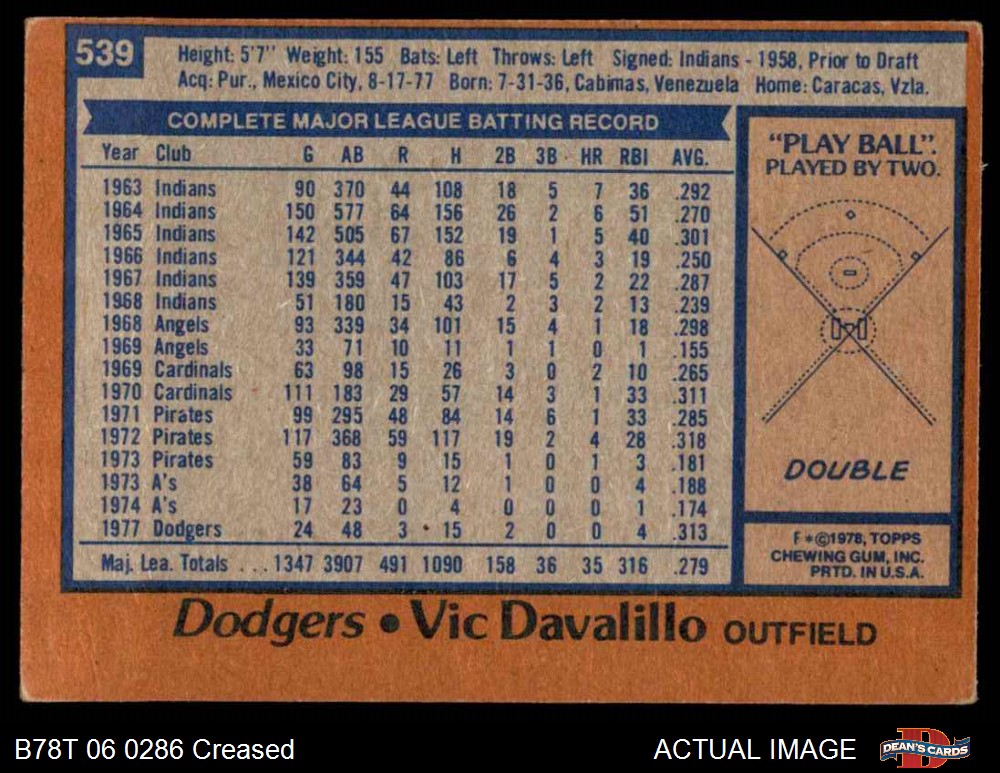 539
Height: 5'7" Weight: 155 Bats: Left Throws: Left Signed: Indians - 1958, Prior to Draft
Acq: Pur., Mexico City, 8-17-77 Born: 7-31-36, Cabimas, Venezuela Home: Caracas, Vzla.
COMPLETE MAJOR LEAGUE BATTING RECORD
Year Club G AB R H 2B 3B HR RBI AVG.
1963 Indians 90 370 44 108 18 5 7 36 .292
1964 Indians 150 577 64 156 26 2 6 51 .270
1965 Indians 142 505 67 152 19 1 5 40 .301
1966 Indians 121 344 42 86 6 4 3 19 .250
1967 Indians 139 359 47 103 17 5 2 22 .287
1968 Indians 51 180 15 43 2 3 2 13 .239
1968 Angels 93 339 34 101 15 4 1 18 .298
1969 Angels 33 71 10 11 1 1 0 1 .155
1969 Cardinals 63 98 15 26 3 0 2 10 .265
1970 Cardinals 111 183 29 57 14 3 1 33 .311
1971 Pirates 99 295 48 84 14 6 1 33 .285
1972 Pirates 117 368 59 117 19 2 4 28 .318
1973 Pirates 59 83 9 15 1 0 1 3 .181
1973 A's 38 64 5 12 1 0 0 4 .188
1974 A's 17 23 0 4 0 0 0 1 .174
1977 Dodgers 24 48 3 15 2 0 0 4 .313
Maj. Lea. Totals ... 1347 3907 491 1090 158 36 35 316 .279
"PLAY BALL".
PLAYED BY TWO.
DOUBLE
F*©1978, TOPPS
CHEWING GUM, INC.
PRTD. IN U.S.A.
Dodgers • Vic Davalillo OUTFIELD
B78T 06 0286 Creased
ACTUAL IMAGE
DEAN'S CARDS